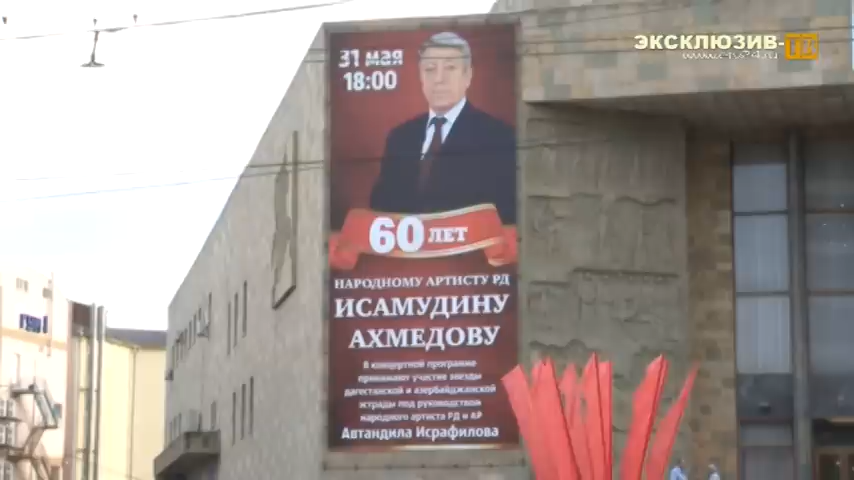 ЭКСКЛЮЗИВ-ТД
31 мая
18:00
60 ЛЕТ
НАРОДНОМУ АРТИСТУ РД
ИСАМУДИНУ
АХМЕДОВУ
В концертной программе
принимают участие звезды
дагестанской и азербайджанской
эстрады под руководством
народного артиста РД и АР
Автандила Исрафилова